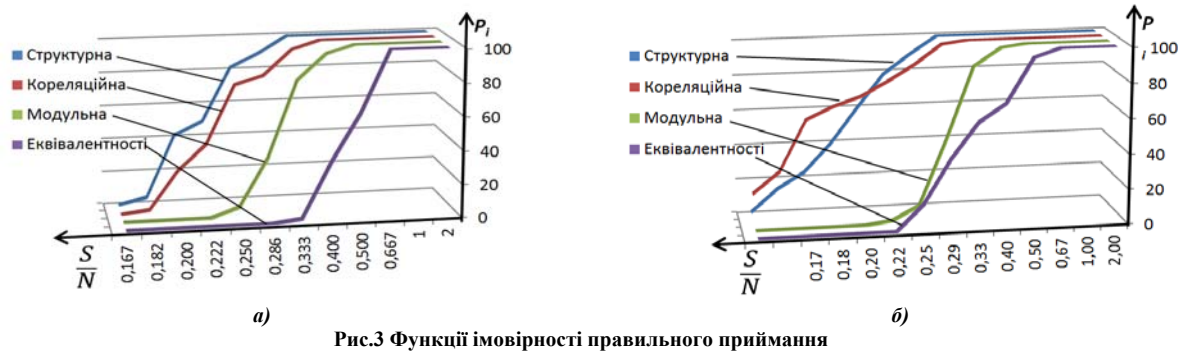 P i
Структурна
Кореляційна
Модульна
Еквівалентності
100
80
60
40
20
0
S
N
0,167
0,182
0,200
0,222
0,250
0,286
0,333
0,400
0,500
0,667
1
2
а)
P
i
Структурна
Кореляційна
Модульна
Еквівалентності
100
80
60
40
20
0
S
N
0,17
0,18
0,20
0,22
0,25
0,29
0,33
0,40
0,50
0,67
1,00
2,00
б)
Рис.3 Функції імовірності правильного приймання